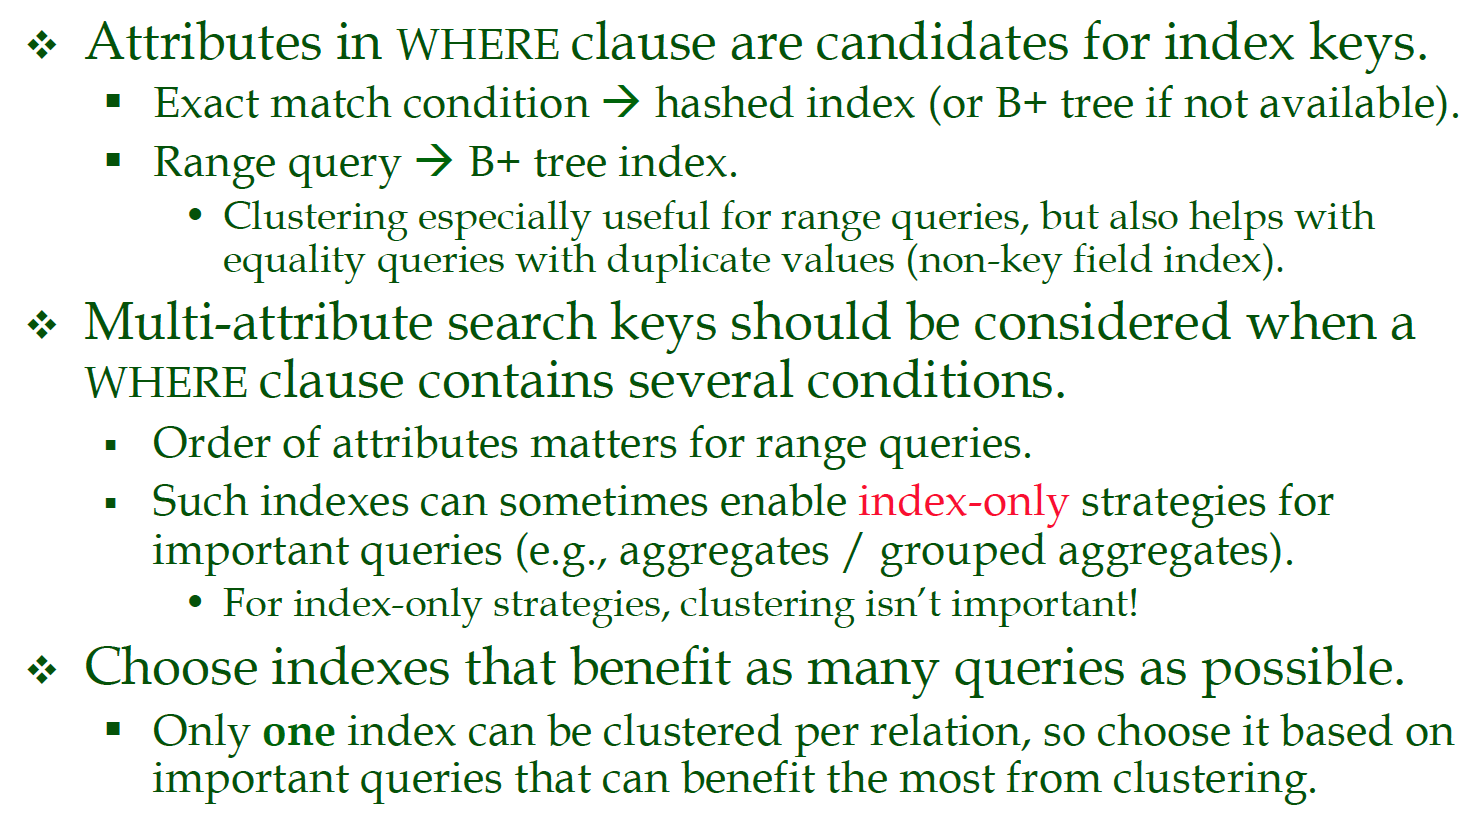 ❖ Attributes in WHERE clause are candidates for index keys.
▪ Exact match condition → hashed index (or B+ tree if not available).
▪ Range query → B+ tree index.
• Clustering especially useful for range queries, but also helps with
equality queries with duplicate values (non-key field index).
❖ Multi-attribute search keys should be considered when a
WHERE clause contains several conditions.
▪ Order of attributes matters for range queries.
▪ Such indexes can sometimes enable index-only strategies for
important queries (e.g., aggregates / grouped aggregates).
• For index-only strategies, clustering isn't important!
❖ Choose indexes that benefit as many queries as possible.
▪ Only one index can be clustered per relation, so choose it based on
important queries that can benefit the most from clustering.